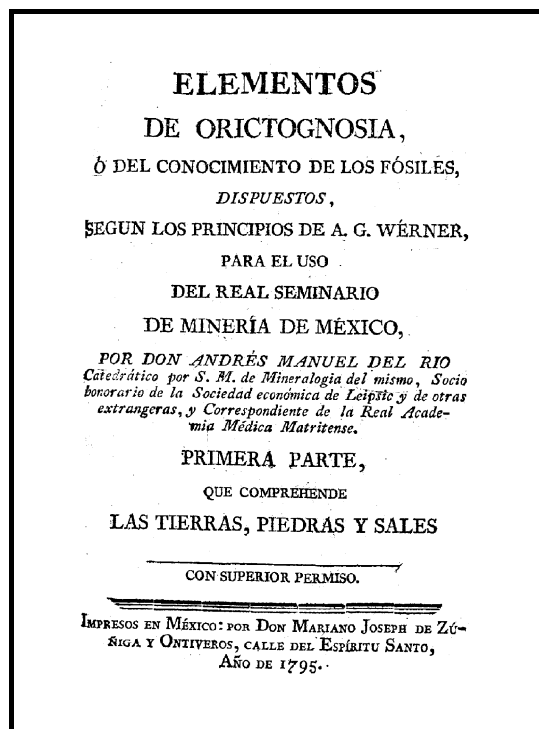 ELEMENTOS
DE ORICTOGNOSIA,
Ò DEL CONOCIMIENTO DE LOS FÓSILES,
DISPUESTOS,
SEGUN LOS PRINCIPIOS DE A. G. WÉRNER,
PARA EL USO
DEL REAL SEMINARIO
DE MINERÍA DE MÉXICO,
POR DON ANDRÉS MANUEL DEL RIO
Catedrático por S. M. de Mineralogia del mismo, Socio
honorario de la Sociedad económica de Leipsic y de otras
extrangeras, y Correspondiente de la Real Acade-
mia Médica Matritense.
PRIMERA PARTE,
QUE COMPREHENDE
LAS TIERRAS, PIEDRAS Y SALES
CON SUPERIOR PERMISO.
IMPRESOS EN MÉXICO: POR DON MARIANO JOSEPH DE ZÚ-
ÑIGA Y ONTIVEROS, CALLE DEL ESPÍRITU SANTO,
AÑO DE 1795.